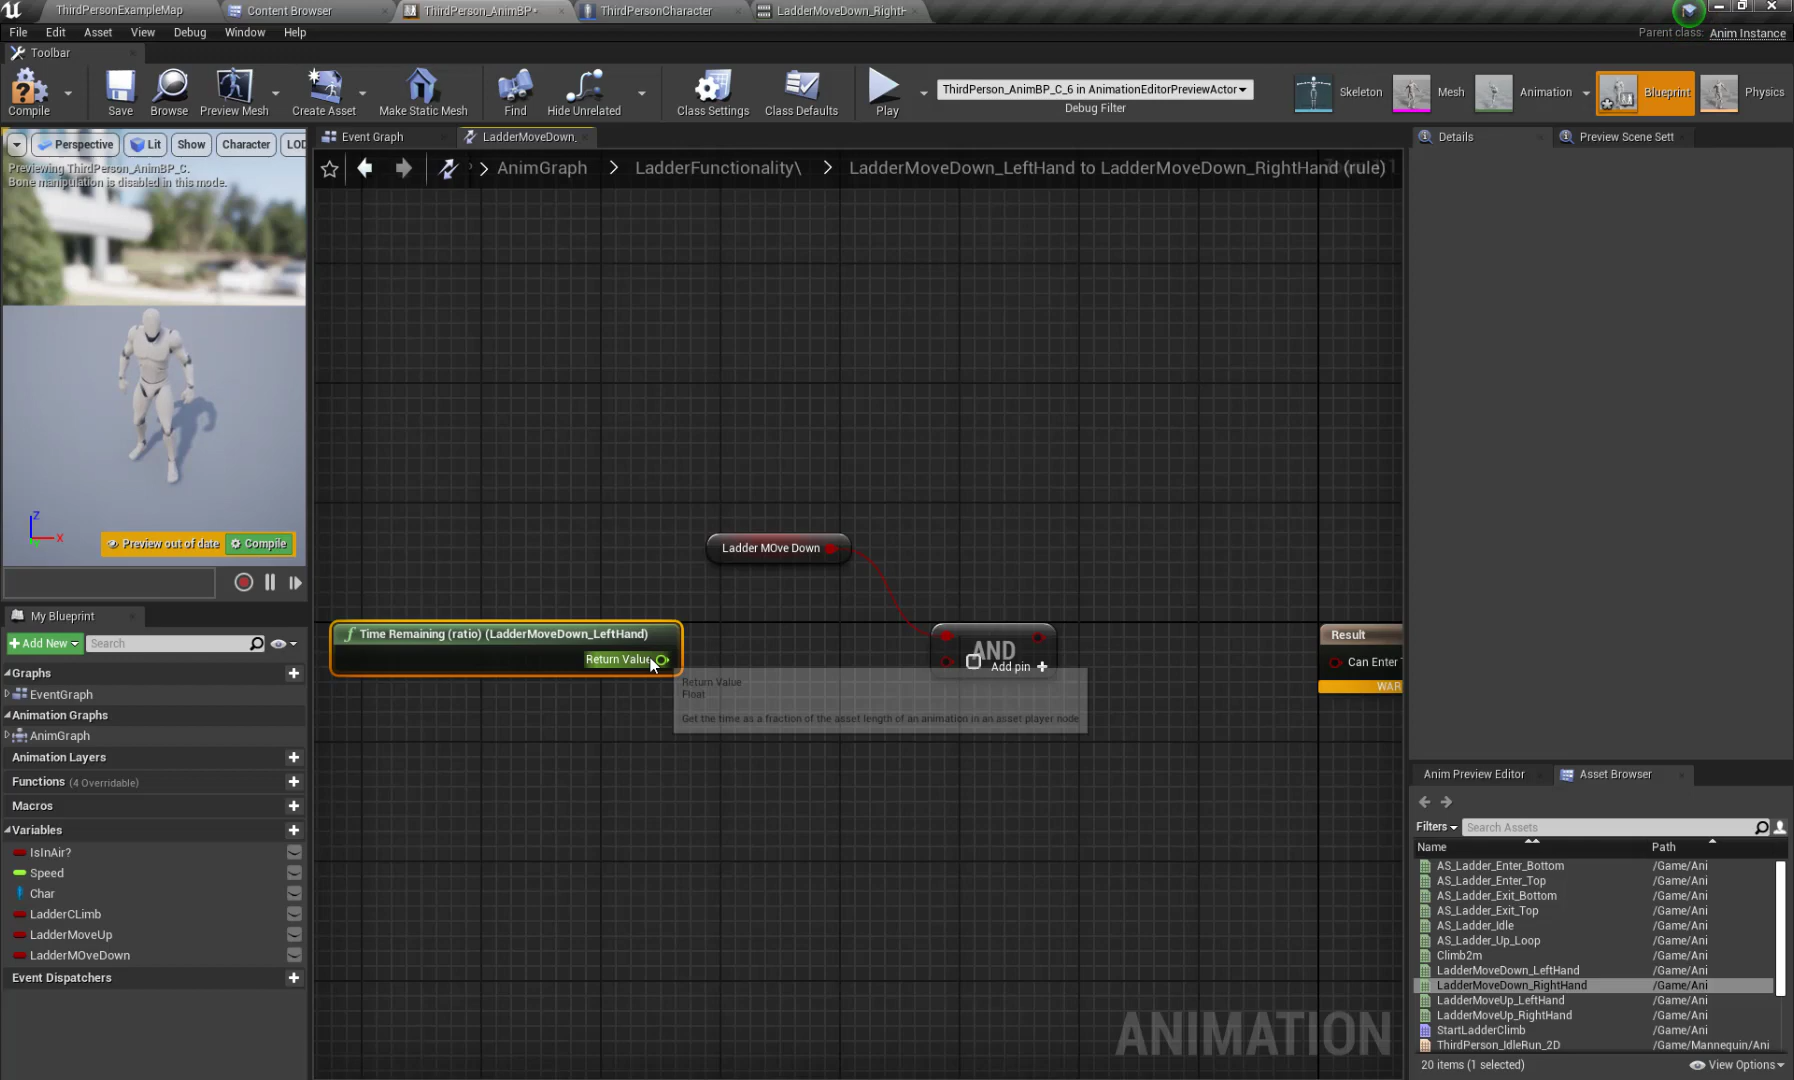 ThirdPersonExampleMap
Content Browser
ThirdPerson_AnimBP*
ThirdPersonCharacter
LadderMoveDown_RightH
File Edit Asset View Debug Window Help
Parent class: Anim Instance
Toolbar
Compile
Save
Browse
Preview Mesh
Create Asset
Make Static Mesh
Find
Hide Unrelated
Class Settings
Class Defaults
Play
ThirdPerson_AnimBP_C_6 in AnimationEditorPreviewActor
Debug Filter
Skeleton
Mesh
Animation
Blueprint
Physics
Perspective
Lit
Show
Character
LOD
Previewing ThirdPerson_AnimBP_C.
Bone manipulation is disabled in this mode.
Z
X
Preview out of date
Compile
Event Graph
LadderMoveDown_
AnimGraph > LadderFunctionality\ > LadderMoveDown_LeftHand to LadderMoveDown_RightHand (rule)
Details
Preview Scene Sett
Ladder MOve Down
f Time Remaining (ratio) (LadderMoveDown_LeftHand)
Return Value
AND
Add pin +
Result
Can Enter
WAR
Return Value
Float
Get the time as a fraction of the asset length of an animation in an asset player node
ANIMATION
My Blueprint
+Add New
Search
Graphs
EventGraph
Animation Graphs
AnimGraph
Animation Layers
Functions (4 Overridable)
Macros
Variables
IsInAir?
Speed
Char
LadderCLimb
LadderMoveUp
LadderMOveDown
Event Dispatchers
Anim Preview Editor
Asset Browser
Filters
Search Assets
Name Path
AS_Ladder_Enter_Bottom /Game/Ani
AS_Ladder_Enter_Top /Game/Ani
AS_Ladder_Exit_Bottom /Game/Ani
AS_Ladder_Exit_Top /Game/Ani
AS_Ladder_Idle /Game/Ani
AS_Ladder_Up_Loop /Game/Ani
Climb2m /Game/Ani
LadderMoveDown_LeftHand /Game/Ani
LadderMoveDown_RightHand /Game/Ani
LadderMoveUp_LeftHand /Game/Ani
LadderMoveUp_RightHand /Game/Ani
StartLadderClimb /Game/Ani
ThirdPerson_IdleRun_2D /Game/Mannequin/Ani
20 items (1 selected)
View Options